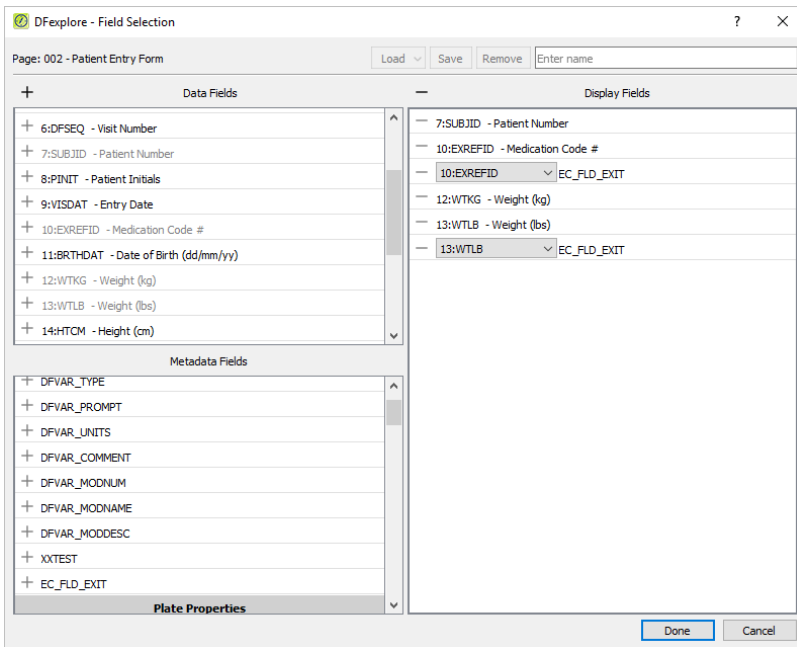 DFexplore - Field Selection
Page: 002 - Patient Entry Form
Load
Save
Remove
Enter name
Data Fields
6:DFSEQ - Visit Number
7:SUBJID - Patient Number
8:PINIT - Patient Initials
9:VISDAT - Entry Date
10:EXREFID - Medication Code #
11:BRTHDAT - Date of Birth (dd/mm/yy)
12:WTKG - Weight (kg)
13:WTLB - Weight (lbs)
14:HTCM - Height (cm)
Metadata Fields
DFVAR_TYPE
DFVAR_PROMPT
DFVAR_UNITS
DFVAR_COMMENT
DFVAR_MODNUM
DFVAR_MODNAME
DFVAR_MODDESC
XXTEST
EC_FLD_EXIT
Plate Properties
Display Fields
7:SUBJID - Patient Number
10:EXREFID - Medication Code #
10:EXREFID EC_FLD_EXIT
12:WTKG - Weight (kg)
13:WTLB - Weight (lbs)
13:WTLB EC_FLD_EXIT
Done
Cancel